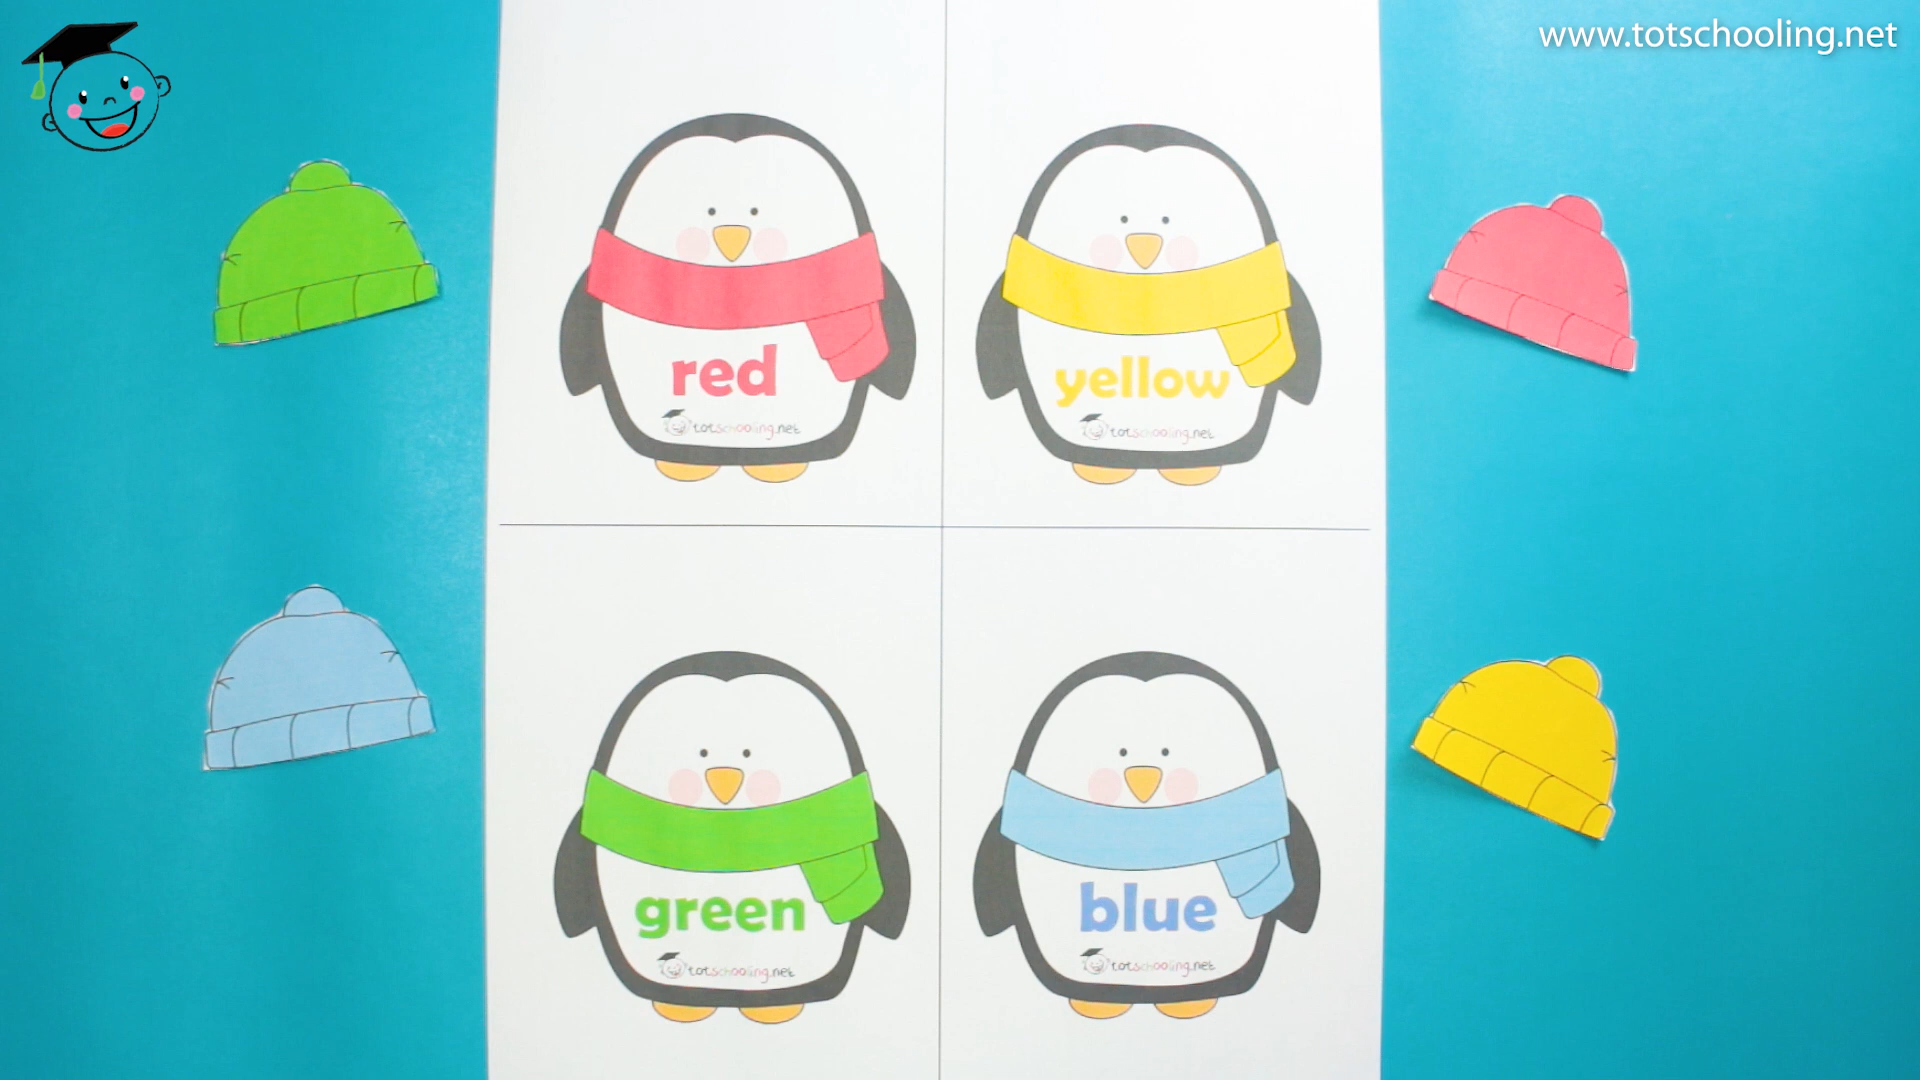 www.totschooling.net
red
totschooling.net
yellow
totschooling.net
green
totschooling.net
blue
totschooling.net